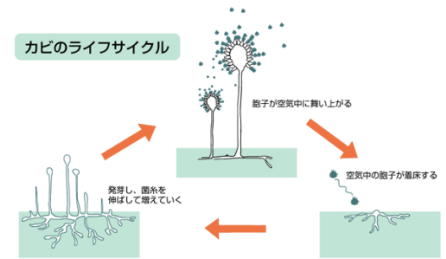 カビのライフサイクル
胞子が空気中に舞い上がる
空気中の胞子が着床する
発芽し、菌糸を
伸ばして増えていく